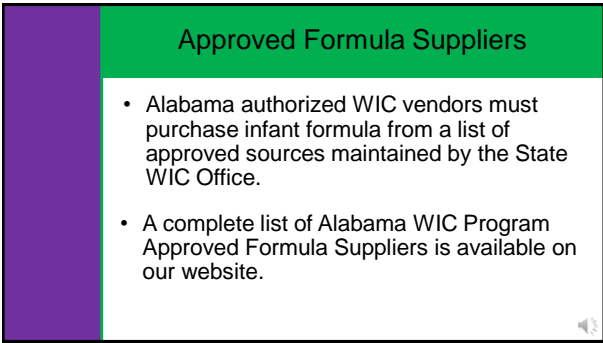 Approved Formula Suppliers
• Alabama authorized WIC vendors must
purchase infant formula from a list of
approved sources maintained by the State
WIC Office.
• A complete list of Alabama WIC Program
Approved Formula Suppliers is available on
our website.